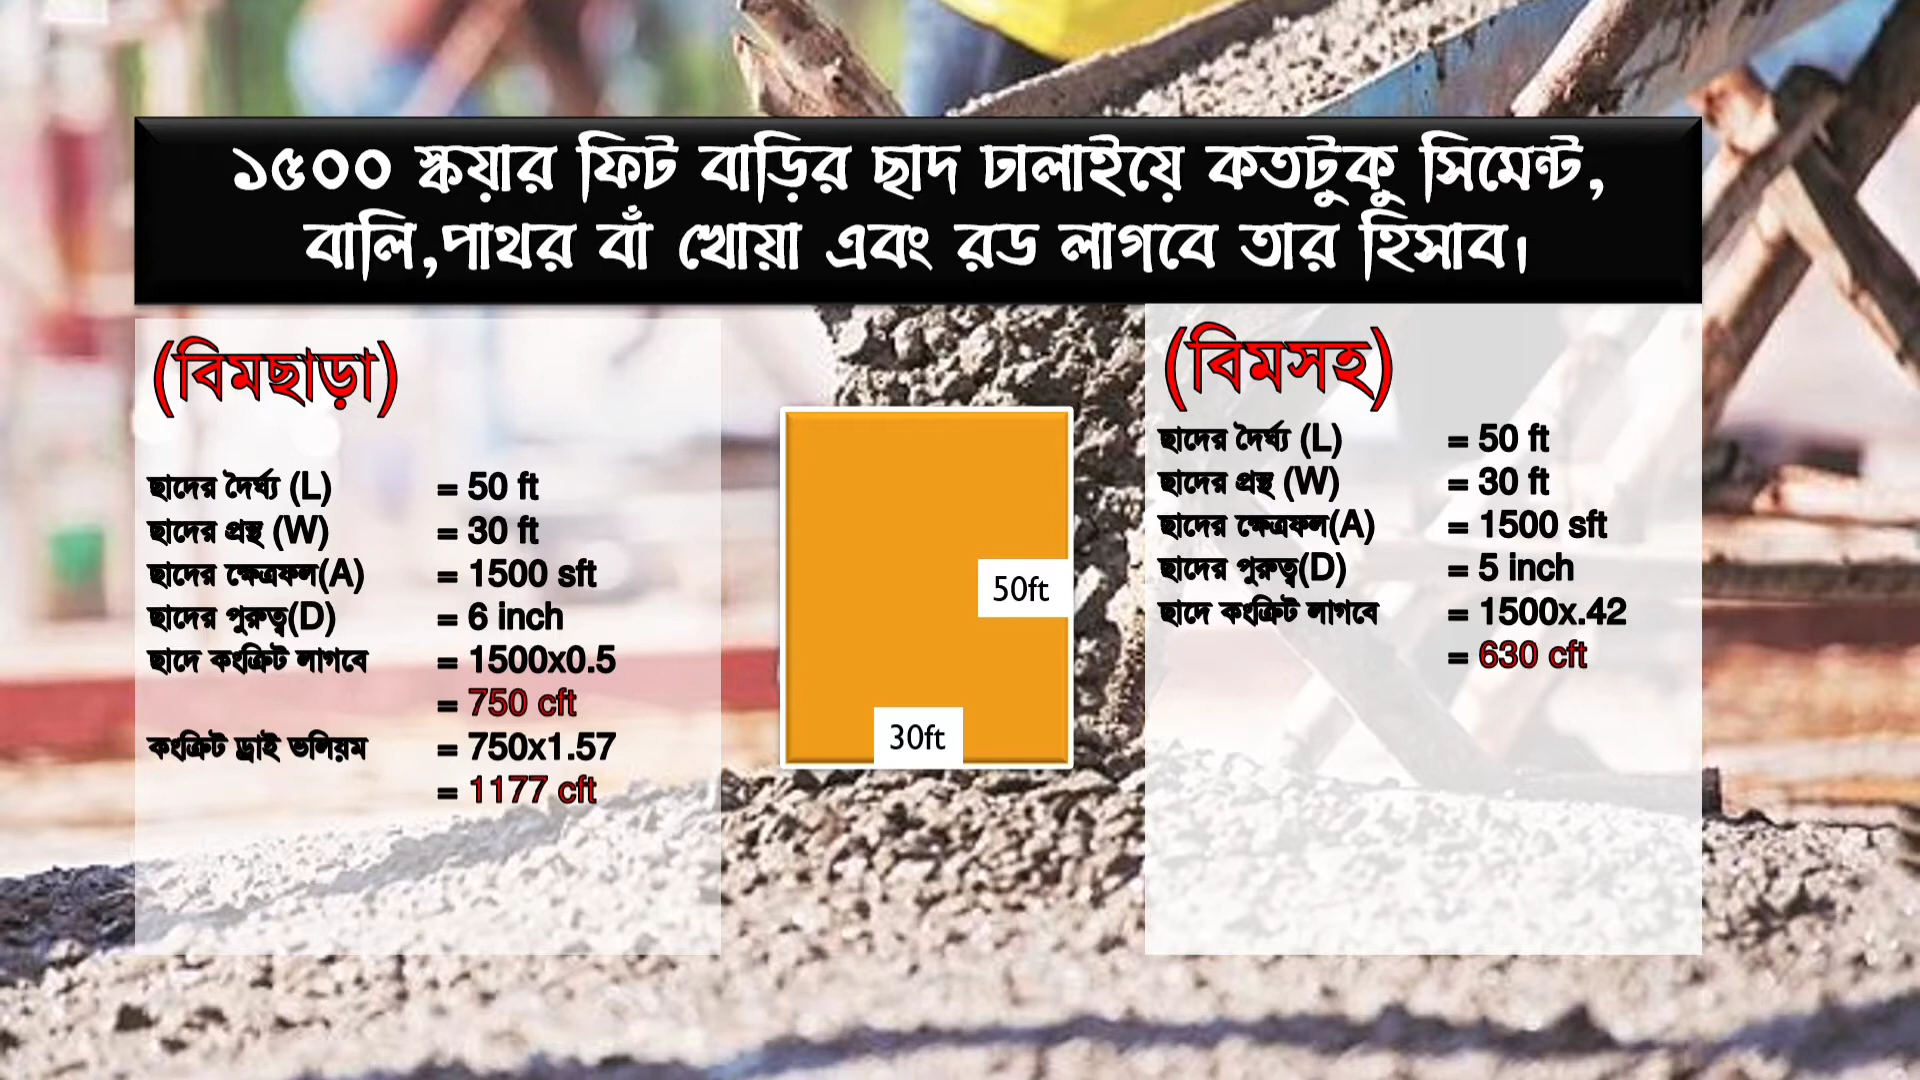 ১৫০০ স্কয়ার ফিট বাড়ির ছাদ ঢালাইয়ে কতটুকু সিমেন্ট,
বালি,পাথর বাঁ খোয়া এবং রড লাগবে তার হিসাব।
(বিমছাড়া)
ছাদের দৈর্ঘ্য (L) = 50 ft
ছাদের প্রস্থ (W) = 30 ft
ছাদের ক্ষেত্রফল(A) = 1500 sft
ছাদের পুরুত্ব(D) = 6 inch
ছাদে কংক্রিট লাগবে = 1500x0.5
= 750 cft
কংক্রিট ড্রাই ভলিয়ম = 750x1.57
= 1177 cft
50ft
30ft
(বিমসহ)
ছাদের দৈর্ঘ্য (L) = 50 ft
ছাদের প্রস্থ (W) = 30 ft
ছাদের ক্ষেত্রফল(A) = 1500 sft
ছাদের পুরুত্ব(D) = 5 inch
ছাদে কংক্রিট লাগবে = 1500x.42
= 630 cft